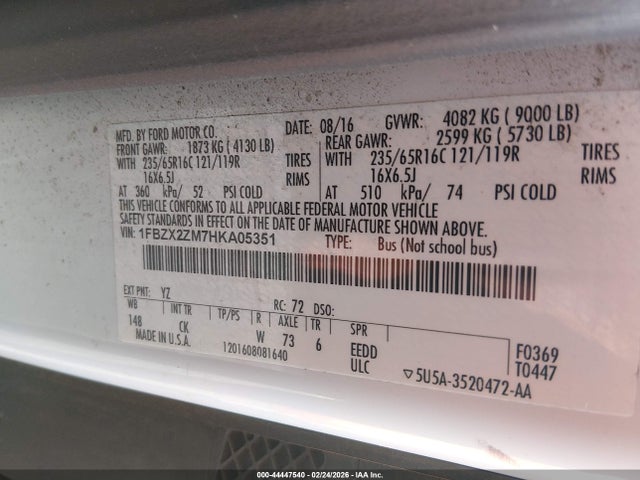 MFD. BY FORD MOTOR CO. DATE: 08/16 GVWR: 4082 KG ( 9000 LB)
FRONT GAWR: 1873 KG ( 4130 LB) REAR GAWR: 2599 KG ( 5730 LB)
WITH 235/65R16C 121/119R TIRES WITH 235/65R16C 121/119R TIRES
16X6.5J RIMS 16X6.5J RIMS
AT 360 kPa/ 52 PSI COLD AT 510 kPa/ 74 PSI COLD
THIS VEHICLE CONFORMS TO ALL APPLICABLE FEDERAL MOTOR VEHICLE
SAFETY STANDARDS IN EFFECT ON THE DATE OF MANUFACTURE SHOWN ABOVE.
VIN: 1FBZX2ZM7HKA05351 TYPE: Bus (Not school bus)
EXT PNT: YZ RC: 72 DSO:
WB INT TR TP/PS R AXLE TR SPR
148 CK W 73 6 EEDD F0369
MADE IN U.S.A. 1201608081640 ULC T0447
▽5U5A-3520472-AA
000-44447540 - 02/24/2026 - IAA Inc.